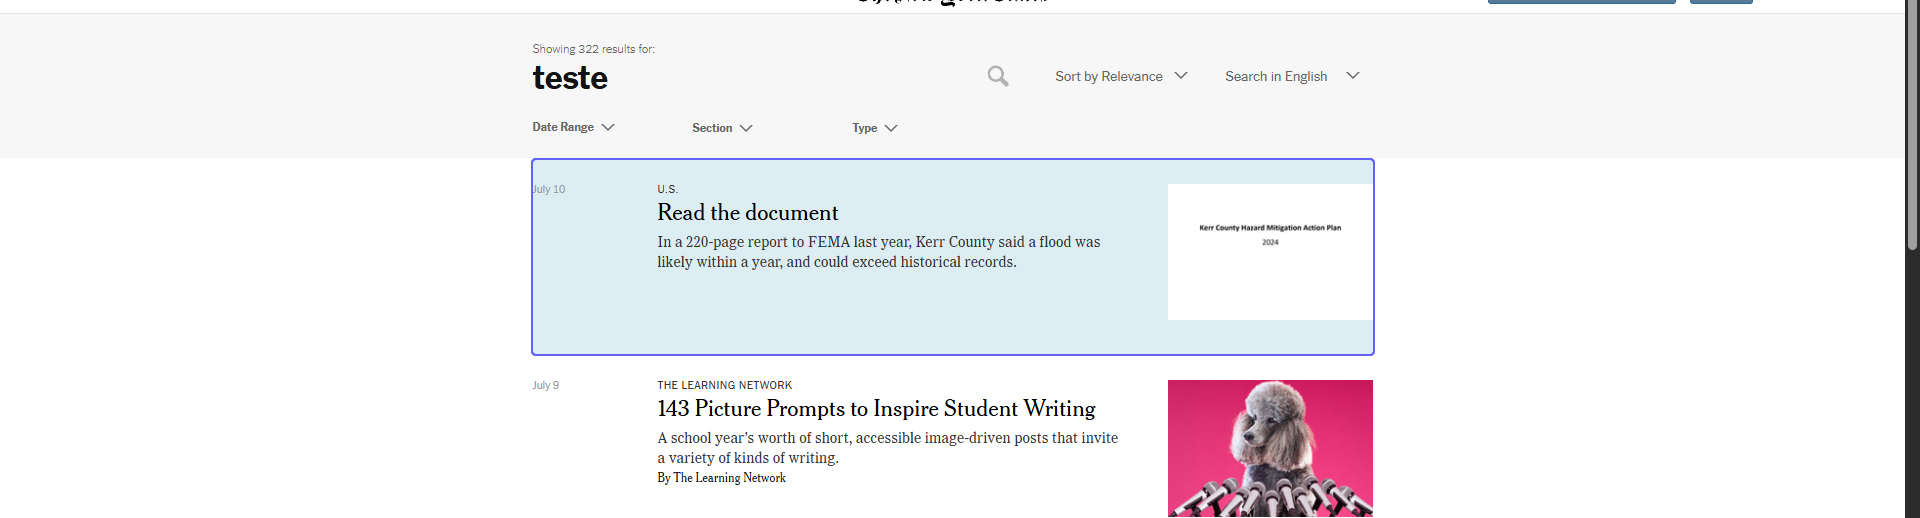 Showing 322 results for:
teste
Sort by Relevance
Search in English
Date Range
Section
Type
July 10
U.S.
Read the document
In a 220-page report to FEMA last year, Kerr County said a flood was
likely within a year, and could exceed historical records.
Kerr County Hazard Mitigation Action Plan
2024
July 9
THE LEARNING NETWORK
143 Picture Prompts to Inspire Student Writing
A school year’s worth of short, accessible image-driven posts that invite
a variety of kinds of writing.
By The Learning Network